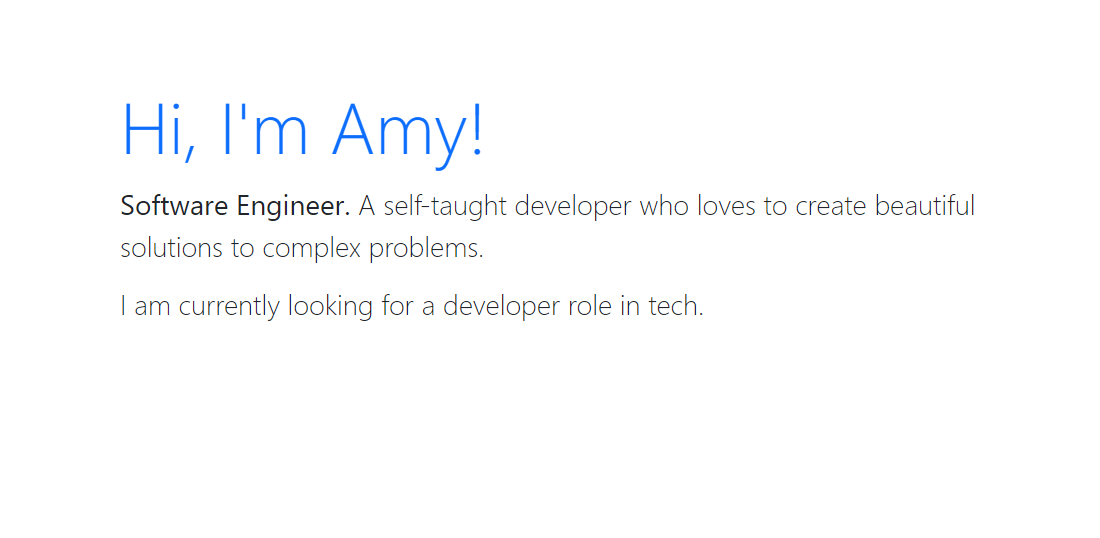 Hi, I'm Amy!
Software Engineer. A self-taught developer who loves to create beautiful
solutions to complex problems.
I am currently looking for a developer role in tech.